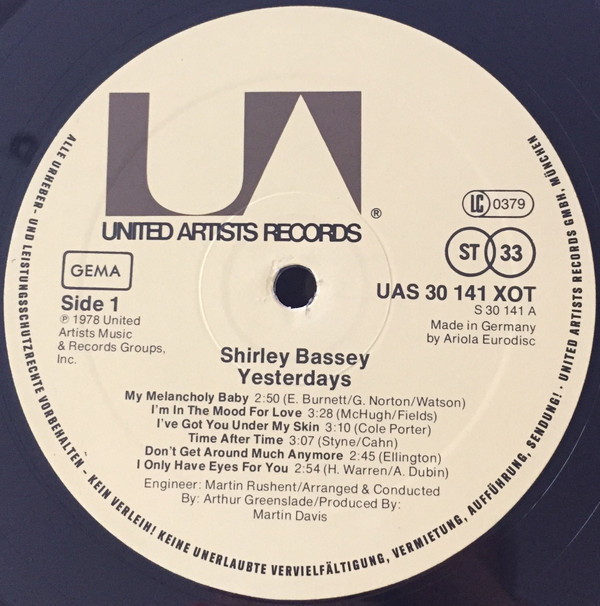 UA
UNITED ARTISTS RECORDS ®
LC 0379
ST 33
GEMA
Side 1
UAS 30 141 XOT
S 30 141 A
℗ 1978 United
Artists Music
& Records Groups,
Inc.
Made in Germany
by Ariola Eurodisc
Shirley Bassey
Yesterdays
My Melancholy Baby 2:50 (E. Burnett/G. Norton/Watson)
I'm In The Mood For Love 3:28 (McHugh/Fields)
I've Got You Under My Skin 3:10 (Cole Porter)
Time After Time 3:07 (Styne/Cahn)
Don't Get Around Much Anymore 2:45 (Ellington)
I Only Have Eyes For You 2:54 (H. Warren/A. Dubin)
Engineer: Martin Rushent/Arranged & Conducted
By: Arthur Greenslade/Produced By:
Martin Davis
ALLE URHEBER- UND LEISTUNGSSCHUTZRECHTE VORBEHALTEN - KEIN VERLEIH! KEINE UNERLAUBTE VERVIELFÄLTIGUNG, VERMIETUNG, AUFFÜHRUNG, SENDUNG! · UNITED ARTISTS RECORDS GMBH, MÜNCHEN